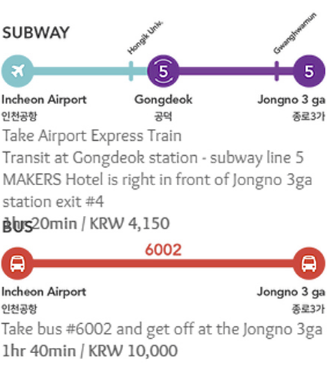 SUBWAY
Hongik Univ.
Gwanghwamun
5
5
Incheon Airport
Gongdeok
Jongno 3 ga
인천공항
공덕
종로3가
Take Airport Express Train
Transit at Gongdeok station - subway line 5
MAKERS Hotel is right in front of Jongno 3ga
station exit #4
1hr 20min / KRW 4,150
BUS
6002
Incheon Airport
Jongno 3 ga
인천공항
종로3가
Take bus #6002 and get off at the Jongno 3ga
1hr 40min / KRW 10,000